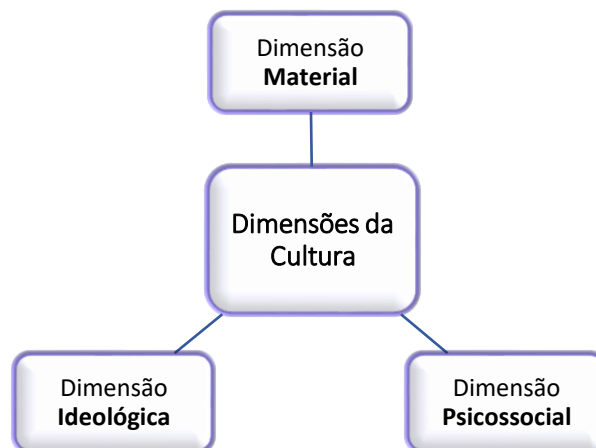 Dimensão
Material
Dimensões da
Cultura
Dimensão
Ideológica
Dimensão
Psicossocial